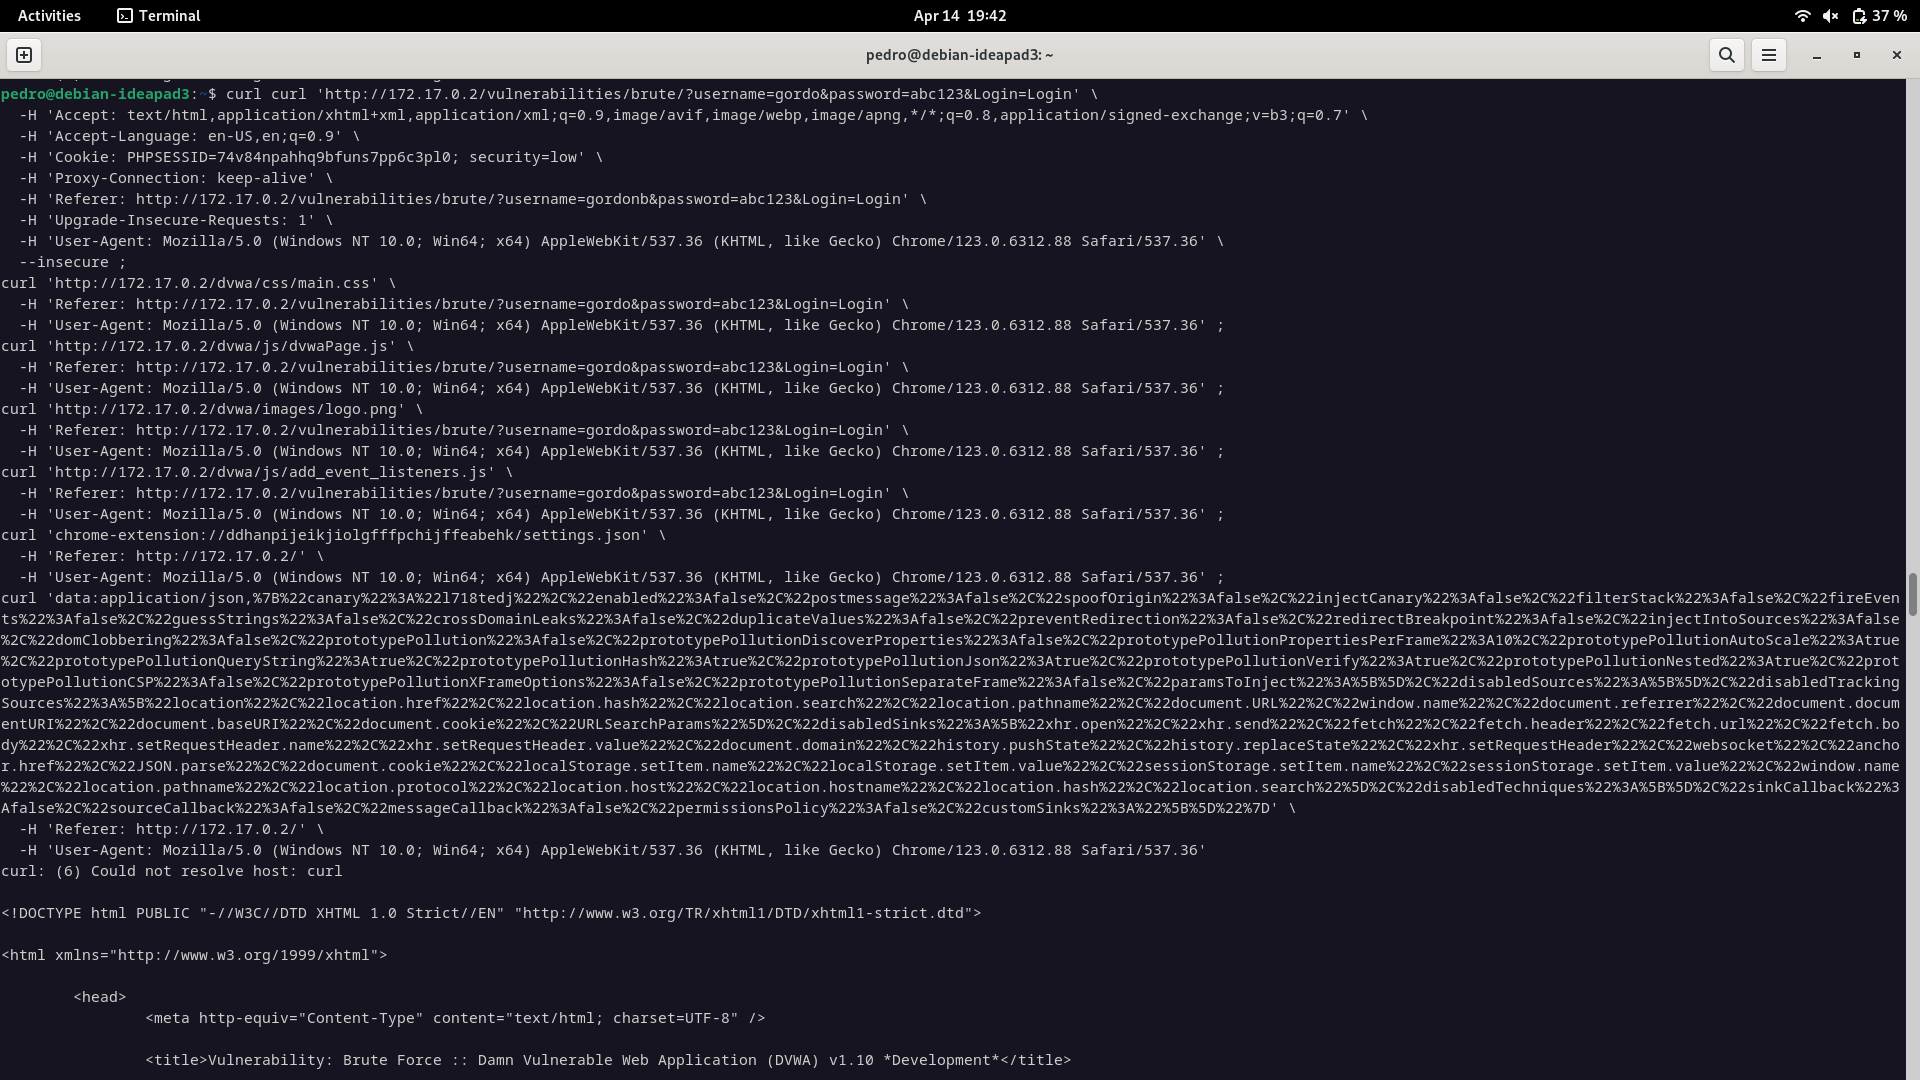 Activities
Terminal
Apr 14 19:42
37 %
pedro@debian-ideapad3: ~
pedro@debian-ideapad3:~$ curl curl 'http://172.17.0.2/vulnerabilities/brute/?username=gordo&password=abc123&Login=Login' \
  -H 'Accept: text/html,application/xhtml+xml,application/xml;q=0.9,image/avif,image/webp,image/apng,*/*;q=0.8,application/signed-exchange;v=b3;q=0.7' \
  -H 'Accept-Language: en-US,en;q=0.9' \
  -H 'Cookie: PHPSESSID=74v84npahhq9bfuns7pp6c3pl0; security=low' \
  -H 'Proxy-Connection: keep-alive' \
  -H 'Referer: http://172.17.0.2/vulnerabilities/brute/?username=gordonb&password=abc123&Login=Login' \
  -H 'Upgrade-Insecure-Requests: 1' \
  -H 'User-Agent: Mozilla/5.0 (Windows NT 10.0; Win64; x64) AppleWebKit/537.36 (KHTML, like Gecko) Chrome/123.0.6312.88 Safari/537.36' \
  --insecure ;
curl 'http://172.17.0.2/dvwa/css/main.css' \
  -H 'Referer: http://172.17.0.2/vulnerabilities/brute/?username=gordo&password=abc123&Login=Login' \
  -H 'User-Agent: Mozilla/5.0 (Windows NT 10.0; Win64; x64) AppleWebKit/537.36 (KHTML, like Gecko) Chrome/123.0.6312.88 Safari/537.36' ;
curl 'http://172.17.0.2/dvwa/js/dvwaPage.js' \
  -H 'Referer: http://172.17.0.2/vulnerabilities/brute/?username=gordo&password=abc123&Login=Login' \
  -H 'User-Agent: Mozilla/5.0 (Windows NT 10.0; Win64; x64) AppleWebKit/537.36 (KHTML, like Gecko) Chrome/123.0.6312.88 Safari/537.36' ;
curl 'http://172.17.0.2/dvwa/images/logo.png' \
  -H 'Referer: http://172.17.0.2/vulnerabilities/brute/?username=gordo&password=abc123&Login=Login' \
  -H 'User-Agent: Mozilla/5.0 (Windows NT 10.0; Win64; x64) AppleWebKit/537.36 (KHTML, like Gecko) Chrome/123.0.6312.88 Safari/537.36' ;
curl 'http://172.17.0.2/dvwa/js/add_event_listeners.js' \
  -H 'Referer: http://172.17.0.2/vulnerabilities/brute/?username=gordo&password=abc123&Login=Login' \
  -H 'User-Agent: Mozilla/5.0 (Windows NT 10.0; Win64; x64) AppleWebKit/537.36 (KHTML, like Gecko) Chrome/123.0.6312.88 Safari/537.36' ;
curl 'chrome-extension://ddhanpijeikjiolgfffpchijffeabehk/settings.json' \
  -H 'Referer: http://172.17.0.2/' \
  -H 'User-Agent: Mozilla/5.0 (Windows NT 10.0; Win64; x64) AppleWebKit/537.36 (KHTML, like Gecko) Chrome/123.0.6312.88 Safari/537.36' ;
curl 'data:application/json,%7B%22canary%22%3A%22l718tedj%22%2C%22enabled%22%3Afalse%2C%22postmessage%22%3Afalse%2C%22spoofOrigin%22%3Afalse%2C%22injectCanary%22%3Afalse%2C%22filterStack%22%3Afalse%2C%22fireEven
ts%22%3Afalse%2C%22guessStrings%22%3Afalse%2C%22crossDomainLeaks%22%3Afalse%2C%22duplicateValues%22%3Afalse%2C%22preventRedirection%22%3Afalse%2C%22redirectBreakpoint%22%3Afalse%2C%22injectIntoSources%22%3Afalse
%2C%22domClobbering%22%3Afalse%2C%22prototypePollution%22%3Afalse%2C%22prototypePollutionDiscoverProperties%22%3Afalse%2C%22prototypePollutionPropertiesPerFrame%22%3A10%2C%22prototypePollutionAutoScale%22%3Atrue
%2C%22prototypePollutionQueryString%22%3Atrue%2C%22prototypePollutionHash%22%3Atrue%2C%22prototypePollutionJson%22%3Atrue%2C%22prototypePollutionVerify%22%3Atrue%2C%22prototypePollutionNested%22%3Atrue%2C%22prot
otypePollutionCSP%22%3Afalse%2C%22prototypePollutionXFrameOptions%22%3Afalse%2C%22prototypePollutionSeparateFrame%22%3Afalse%2C%22paramsToInject%22%3A%5B%5D%2C%22disabledSources%22%3A%5B%5D%2C%22disabledTracking
Sources%22%3A%5B%22location%22%2C%22location.href%22%2C%22location.hash%22%2C%22location.search%22%2C%22location.pathname%22%2C%22document.URL%22%2C%22window.name%22%2C%22document.referrer%22%2C%22document.docum
entURI%22%2C%22document.baseURI%22%2C%22document.cookie%22%2C%22URLSearchParams%22%5D%2C%22disabledSinks%22%3A%5B%22xhr.open%22%2C%22xhr.send%22%2C%22fetch%22%2C%22fetch.header%22%2C%22fetch.url%22%2C%22fetch.bo
dy%22%2C%22xhr.setRequestHeader.name%22%2C%22xhr.setRequestHeader.value%22%2C%22document.domain%22%2C%22history.pushState%22%2C%22history.replaceState%22%2C%22xhr.setRequestHeader%22%2C%22websocket%22%2C%22ancho
r.href%22%2C%22JSON.parse%22%2C%22document.cookie%22%2C%22localStorage.setItem.name%22%2C%22localStorage.setItem.value%22%2C%22sessionStorage.setItem.name%22%2C%22sessionStorage.setItem.value%22%2C%22window.name
%22%2C%22location.pathname%22%2C%22location.protocol%22%2C%22location.host%22%2C%22location.hostname%22%2C%22location.hash%22%2C%22location.search%22%5D%2C%22disabledTechniques%22%3A%5B%5D%2C%22sinkCallback%22%3
Afalse%2C%22sourceCallback%22%3Afalse%2C%22messageCallback%22%3Afalse%2C%22permissionsPolicy%22%3Afalse%2C%22customSinks%22%3A%22%5B%5D%22%7D' \
  -H 'Referer: http://172.17.0.2/' \
  -H 'User-Agent: Mozilla/5.0 (Windows NT 10.0; Win64; x64) AppleWebKit/537.36 (KHTML, like Gecko) Chrome/123.0.6312.88 Safari/537.36'
curl: (6) Could not resolve host: curl
<!DOCTYPE html PUBLIC "-//W3C//DTD XHTML 1.0 Strict//EN" "http://www.w3.org/TR/xhtml1/DTD/xhtml1-strict.dtd">
<html xmlns="http://www.w3.org/1999/xhtml">
        <head>
                <meta http-equiv="Content-Type" content="text/html; charset=UTF-8" />
                <title>Vulnerability: Brute Force :: Damn Vulnerable Web Application (DVWA) v1.10 *Development*</title>